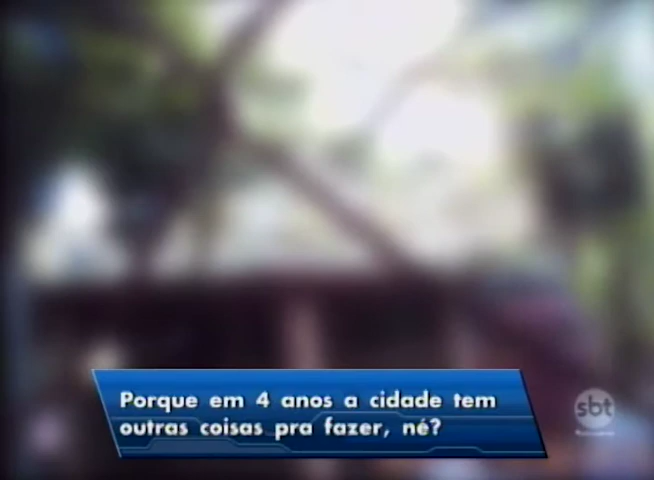 Porque em 4 anos a cidade tem
outras coisas pra fazer, né?
sbt